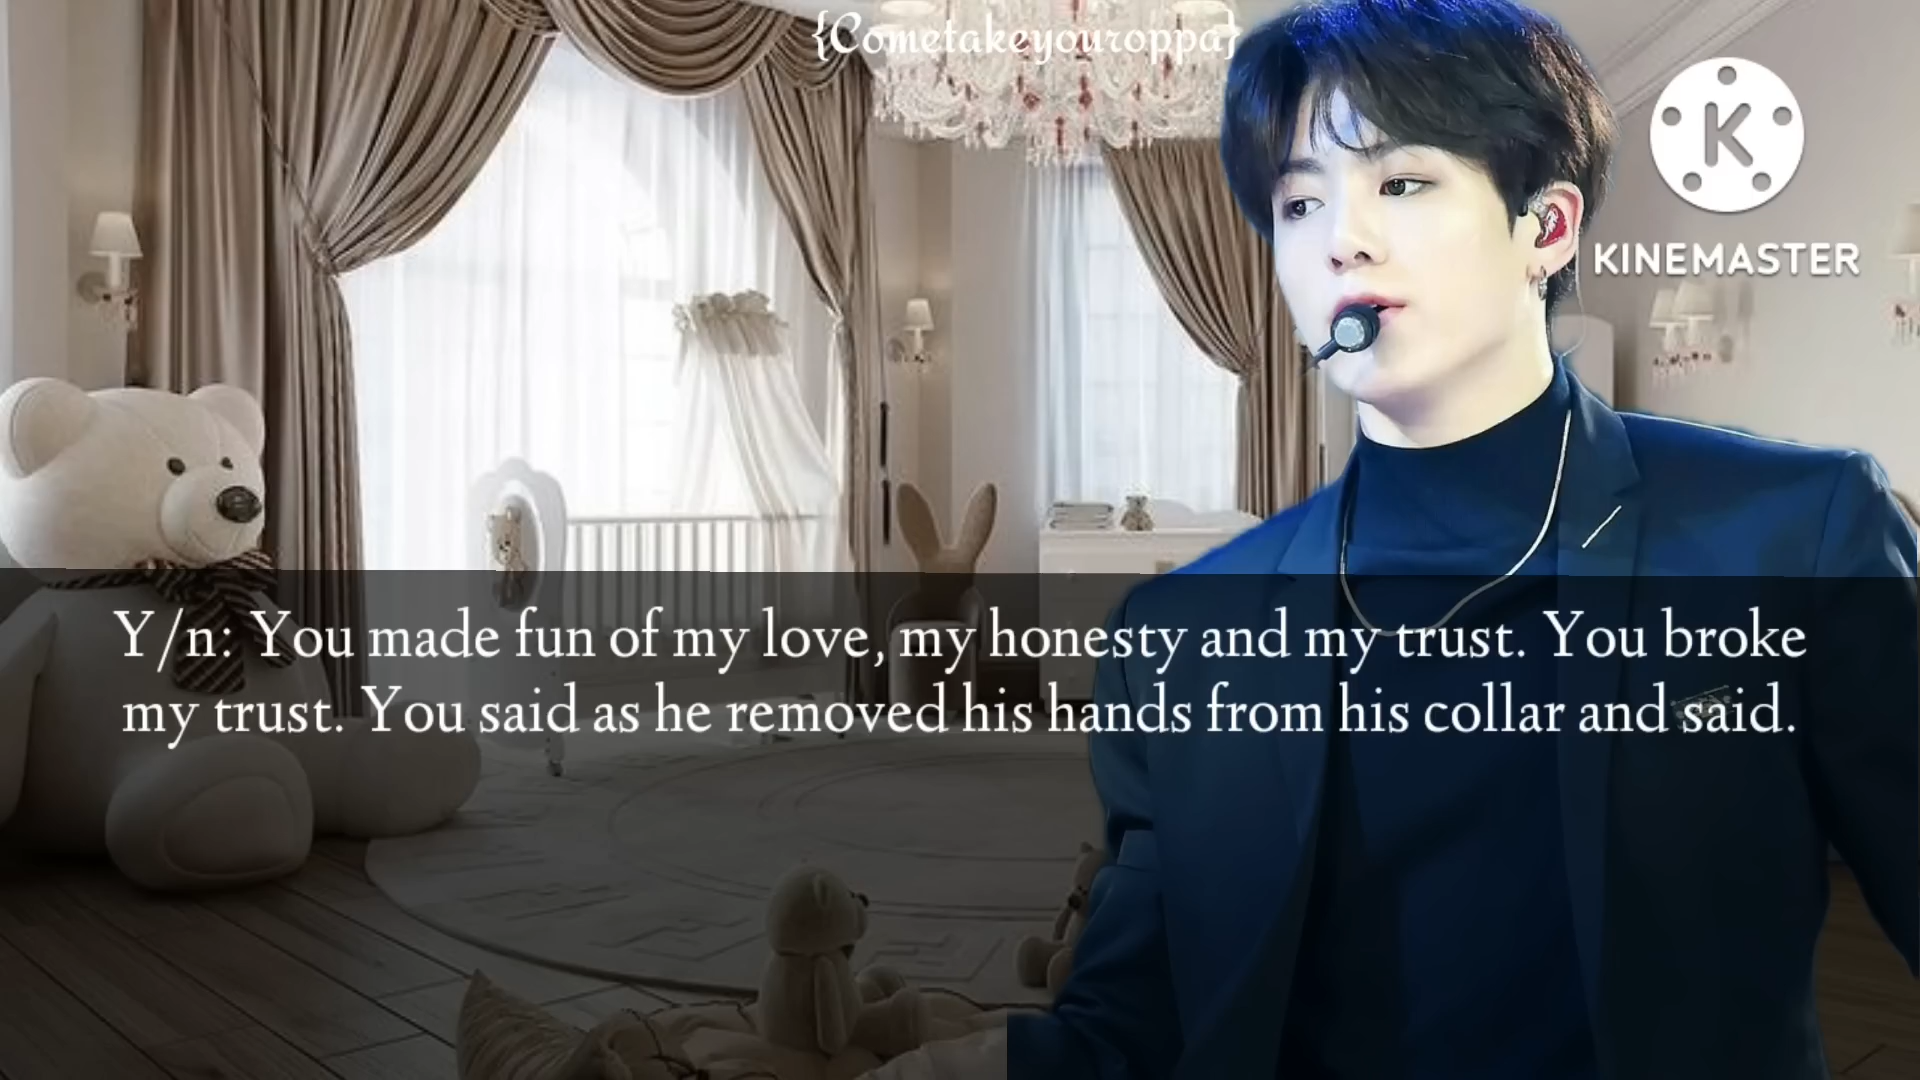 {Cometakeyouroppa}
K
KINEMASTER
Y/n: You made fun of my love, my honesty and my trust. You broke
my trust. You said as he removed his hands from his collar and said.